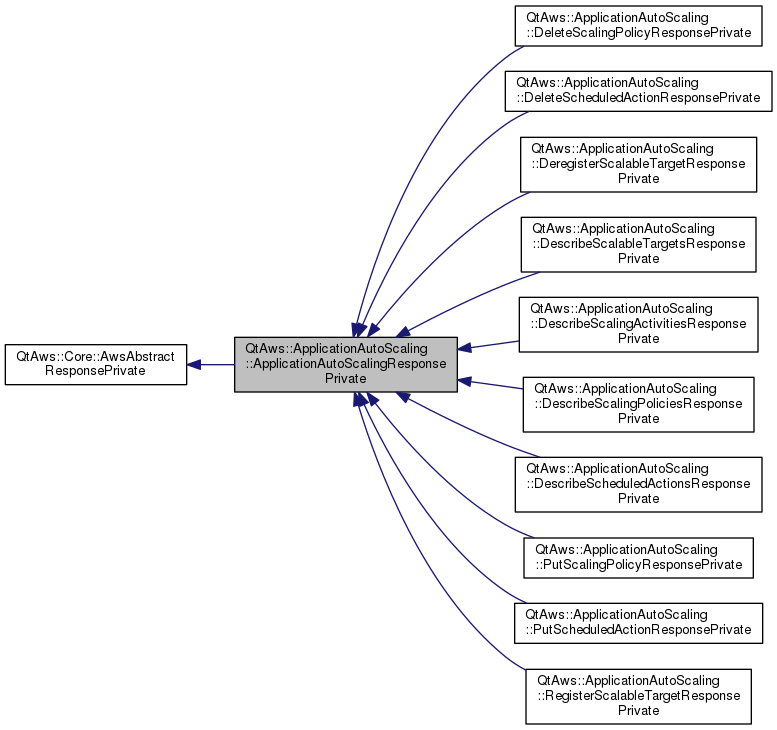 QtAws::Core::AwsAbstract
ResponsePrivate
QtAws::ApplicationAutoScaling
::ApplicationAutoScalingResponse
Private
QtAws::ApplicationAutoScaling
::DeleteScalingPolicyResponsePrivate
QtAws::ApplicationAutoScaling
::DeleteScheduledActionResponsePrivate
QtAws::ApplicationAutoScaling
::DeregisterScalableTargetResponse
Private
QtAws::ApplicationAutoScaling
::DescribeScalableTargetsResponse
Private
QtAws::ApplicationAutoScaling
::DescribeScalingActivitiesResponse
Private
QtAws::ApplicationAutoScaling
::DescribeScalingPoliciesResponse
Private
QtAws::ApplicationAutoScaling
::DescribeScheduledActionsResponse
Private
QtAws::ApplicationAutoScaling
::PutScalingPolicyResponsePrivate
QtAws::ApplicationAutoScaling
::PutScheduledActionResponsePrivate
QtAws::ApplicationAutoScaling
::RegisterScalableTargetResponse
Private